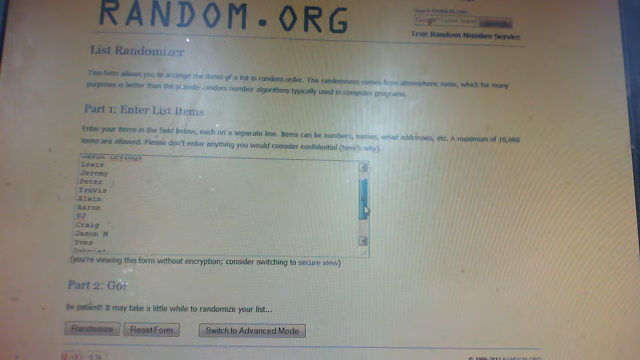 RANDOM.ORG
True Random Number Service
List Randomizer
This form allows you to arrange the items of a list in random order. The randomness comes from atmospheric noise, which for many
purposes is better than the pseudo-random number algorithms typically used in computer programs.
Part 1: Enter List Items
Enter your items in the field below, each on a separate line. Items can be numbers, names, email addresses, etc. A maximum of 10,000
items are allowed. Please don't enter anything you would consider confidential (here's why).
Jason
Lewis
Jeremy
Peter
Travis
Alwin
Aaron
PJ
Craig
Jason M
Yves
(you're viewing this form without encryption; consider switching to secure view)
Part 2: Go!
Be patient! It may take a little while to randomize your list...
Randomize Reset Form Switch to Advanced Mode
RANDOM.ORG